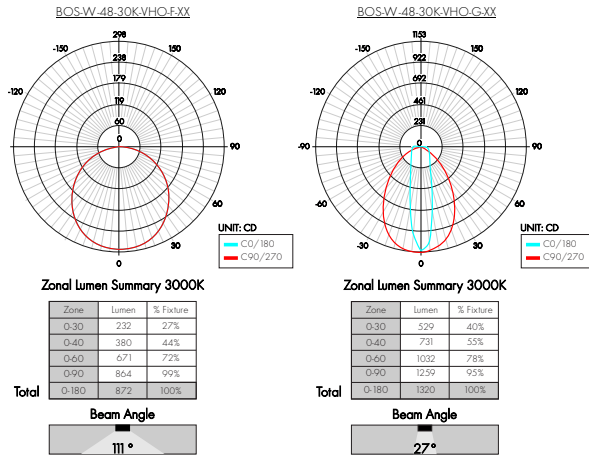 BOS-W-48-30K-VHO-F-XX
298
-150 150
238
179
-120 120
119
60
0
90
60
30
0
UNIT: CD
C0/180
C90/270
Zonal Lumen Summary 3000K
Zone Lumen % Fixture
0-30 232 27%
0-40 380 44%
0-60 671 72%
0-90 864 99%
Total 0-180 872 100%
Beam Angle
111°
BOS-W-48-30K-VHO-G-XX
1153
-150 150
922
692
-120 120
461
231
0
-90 90
-60 60
-30 30
0
UNIT: CD
C0/180
C90/270
Zonal Lumen Summary 3000K
Zone Lumen % Fixture
0-30 529 40%
0-40 731 55%
0-60 1032 78%
0-90 1259 95%
Total 0-180 1320 100%
Beam Angle
27°